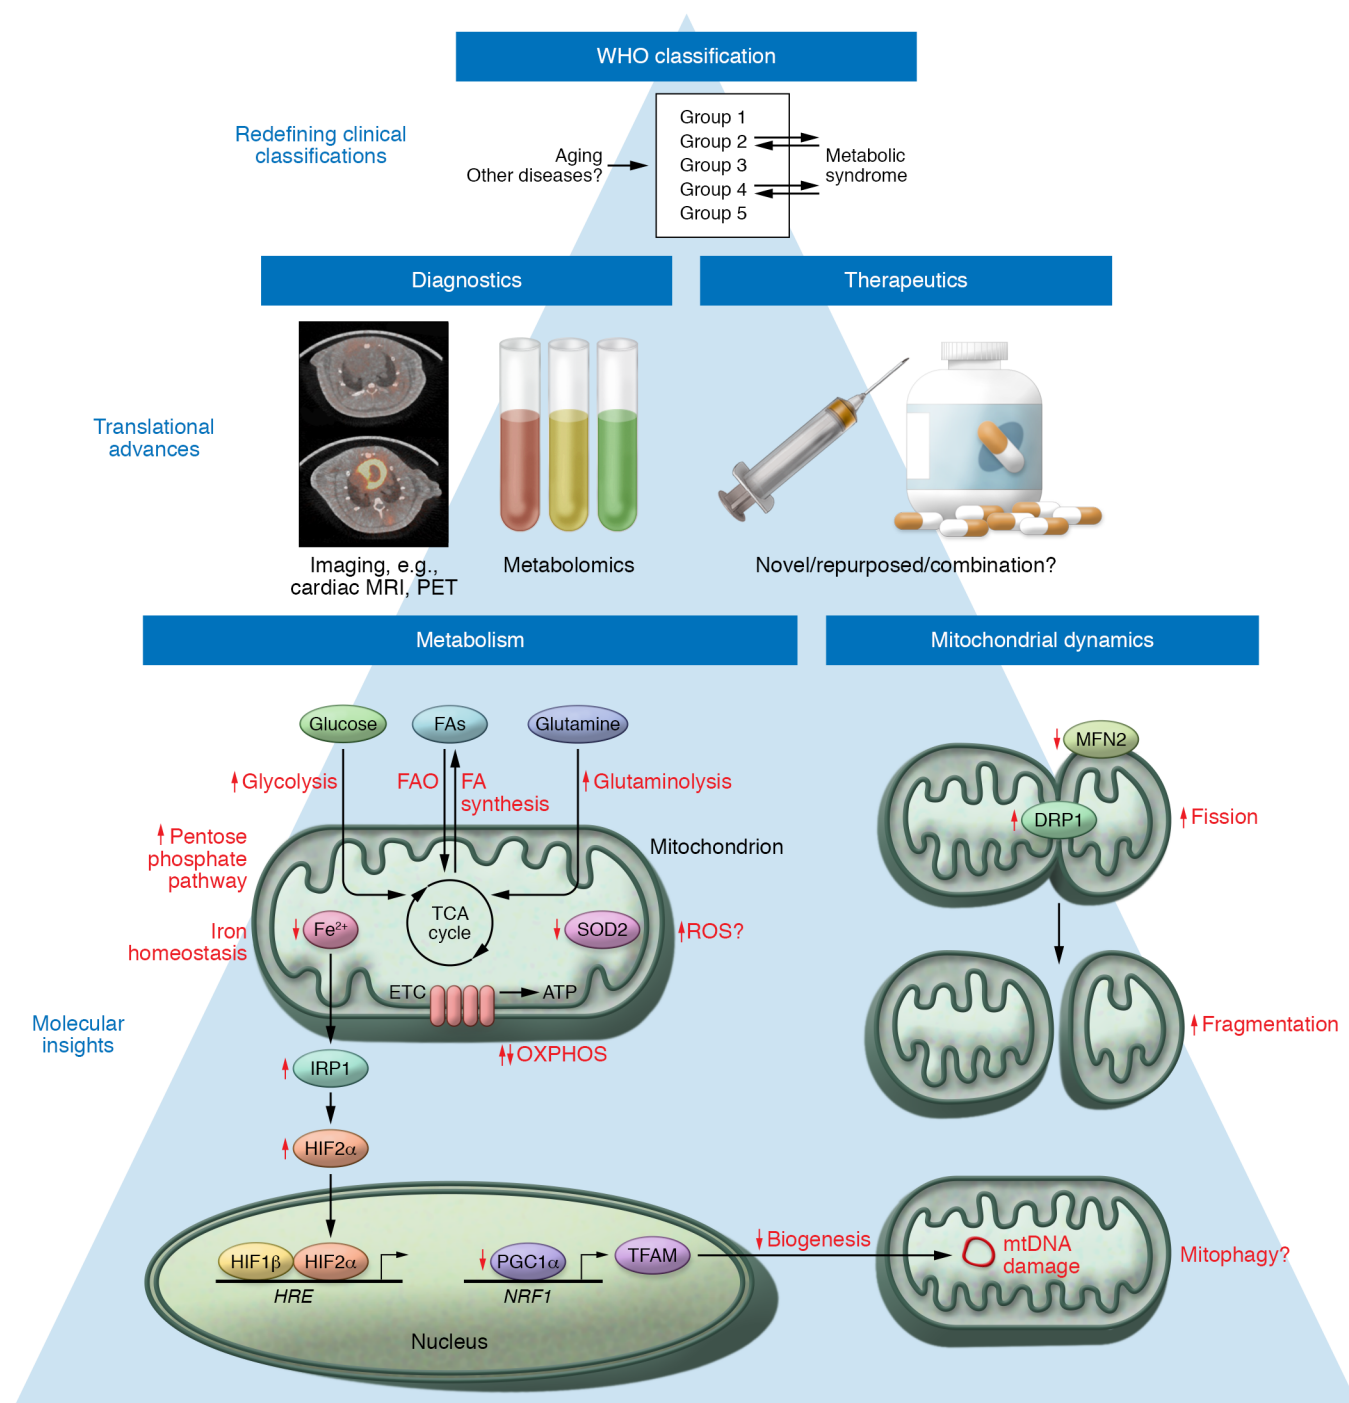 WHO classification
Redefining clinical
classifications
Aging
Other diseases?
Group 1
Group 2
Group 3
Group 4
Group 5
Metabolic
syndrome
Diagnostics
Therapeutics
Translational
advances
Imaging, e.g.,
cardiac MRI, PET
Metabolomics
Novel/repurposed/combination?
Metabolism
Mitochondrial dynamics
Molecular
insights
Glucose
FAs
Glutamine
Glycolysis
FAO
FA
synthesis
Glutaminolysis
Pentose
phosphate
pathway
Mitochondrion
TCA
cycle
Iron
homeostasis
Fe²⁺
SOD2
ROS?
ETC
ATP
OXPHOS
IRP1
HIF2α
HIF1β
HIF2α
HRE
PGC1α
NRF1
TFAM
Nucleus
Biogenesis
MFN2
DRP1
Fission
Fragmentation
mtDNA
damage
Mitophagy?